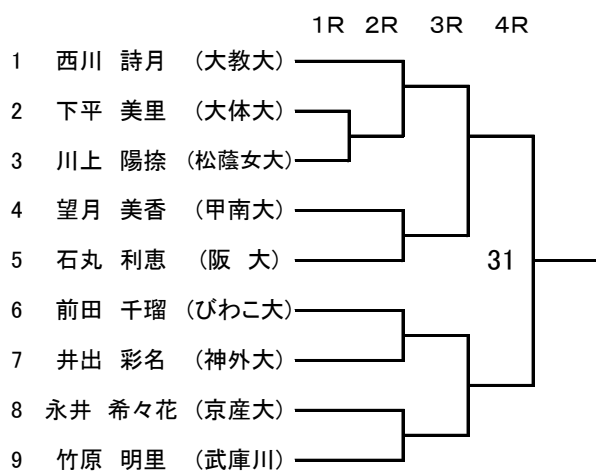 1R 2R 3R 4R
1 西川 詩月 (大教大)
2 下平 美里 (大体大)
3 川上 陽捺 (松蔭女大)
4 望月 美香 (甲南大)
5 石丸 利恵 (阪 大)
31
6 前田 千瑠 (びわこ大)
7 井出 彩名 (神外大)
8 永井 希々花 (京産大)
9 竹原 明里 (武庫川)